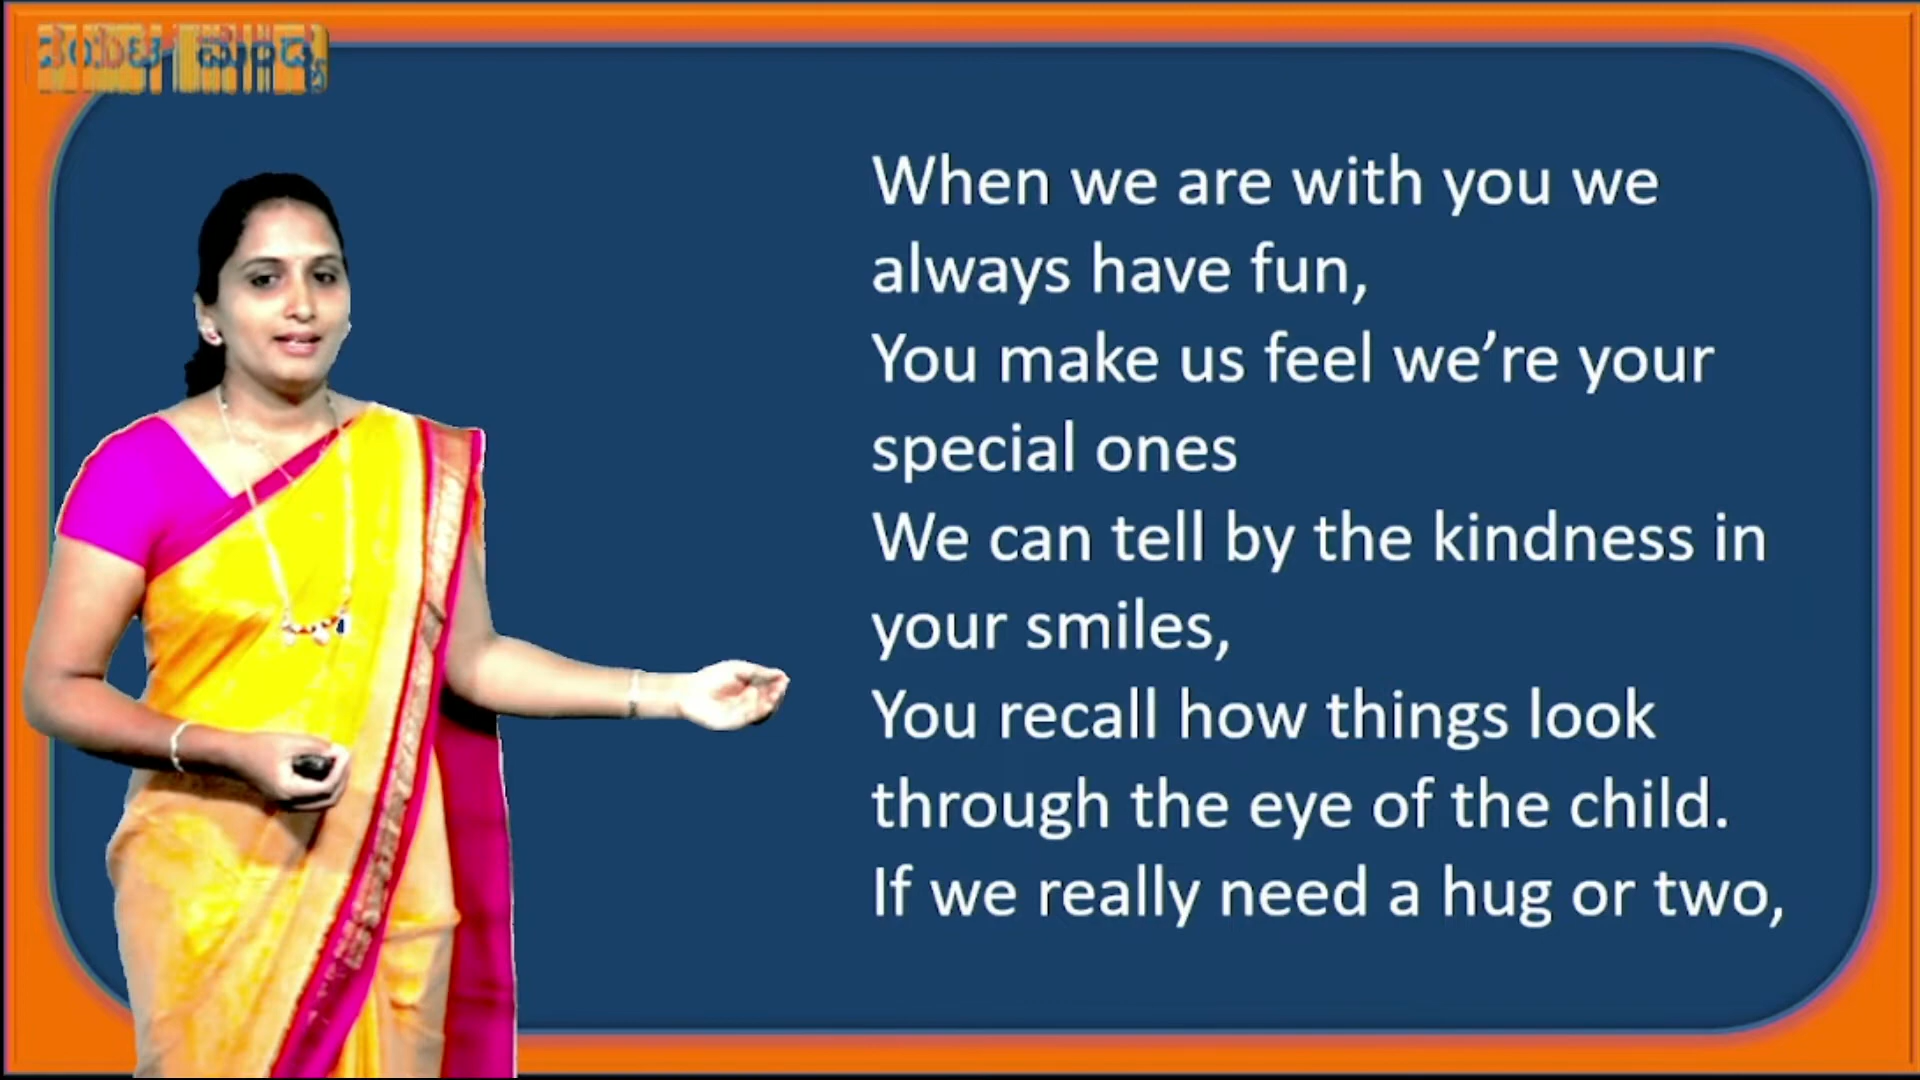 When we are with you we
always have fun,
You make us feel we’re your
special ones
We can tell by the kindness in
your smiles,
You recall how things look
through the eye of the child.
If we really need a hug or two,